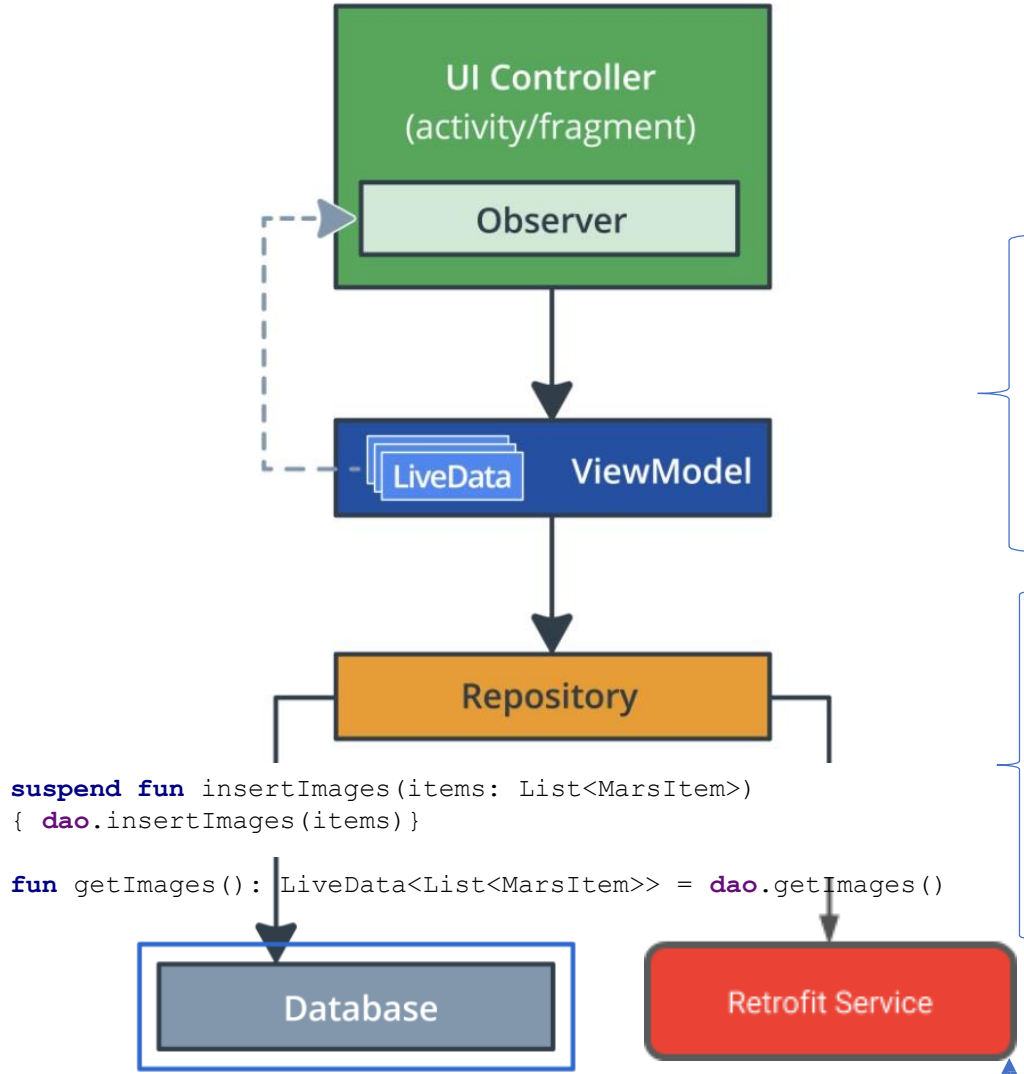 UI Controller
(activity/fragment)
Observer
LiveData
ViewModel
Repository
suspend fun insertImages(items: List<MarsItem>)
{ dao.insertImages(items)}
fun getImages(): LiveData<List<MarsItem>> = dao.getImages()
Database
Retrofit Service